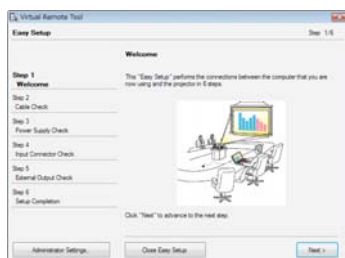 Virtual Remote Tool
Easy Setup
Step 1/6
Welcome
Step 1
Welcome
Step 2
Cable Check
Step 3
Power Supply Check
Step 4
Input Connector Check
Step 5
External Output Check
Step 6
Setup Completion
The "Easy Setup" performs the connections between the computer that you are
now using and the projector in 6 steps.
Click "Next" to advance to the next step.
Administrator Settings...
Close Easy Setup
Next >